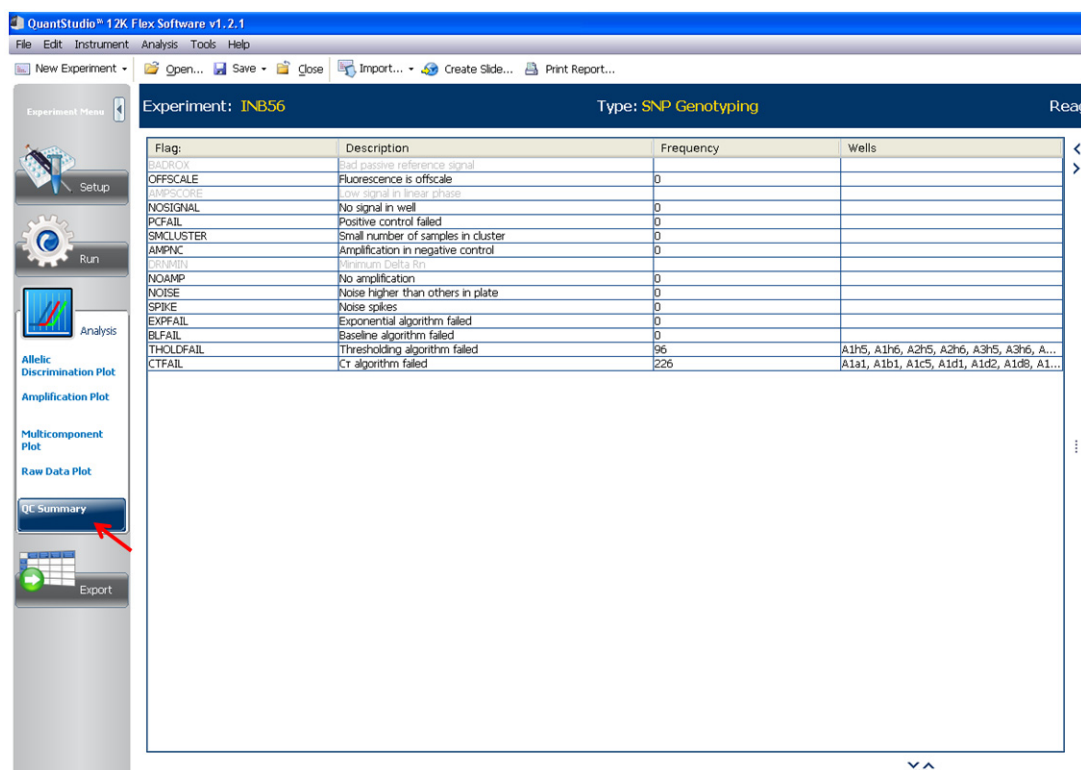 QuantStudio™ 12K Flex Software v1.2.1
File Edit Instrument Analysis Tools Help
New Experiment Open... Save Close Import... Create Slide... Print Report...
Experiment Menu
Experiment: INB56 Type: SNP Genotyping Reag
Setup
Run
Analysis
Allelic
Discrimination Plot
Amplification Plot
Multicomponent
Plot
Raw Data Plot
QC Summary
Export
Flag: Description Frequency Wells
BADROX Bad passive reference signal
OFFSCALE Fluorescence is offscale 0
AMPSCORE Low signal in linear phase
NOSIGNAL No signal in well 0
PCFAIL Positive control failed 0
SMCLUSTER Small number of samples in cluster 0
AMPNC Amplification in negative control 0
DRNMIN Minimum Delta Rn
NOAMP No amplification 0
NOISE Noise higher than others in plate 0
SPIKE Noise spikes 0
EXPFAIL Exponential algorithm failed 0
BLFAIL Baseline algorithm failed 0
THOLDFAIL Thresholding algorithm failed 96 A1h5, A1h6, A2h5, A2h6, A3h5, A3h6, A...
CTFAIL Cᴛ algorithm failed 226 A1a1, A1b1, A1c5, A1d1, A1d2, A1d8, A1...